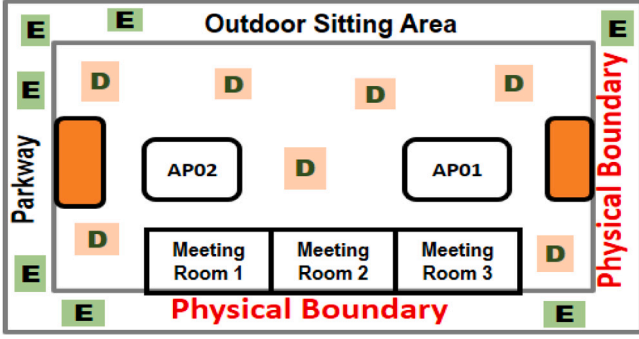 E
E
Outdoor Sitting Area
E
D
D
D
D
E
AP02
D
AP01
Parkway
Physical Boundary
D
Meeting
Room 1
Meeting
Room 2
Meeting
Room 3
D
E
E
Physical Boundary
E